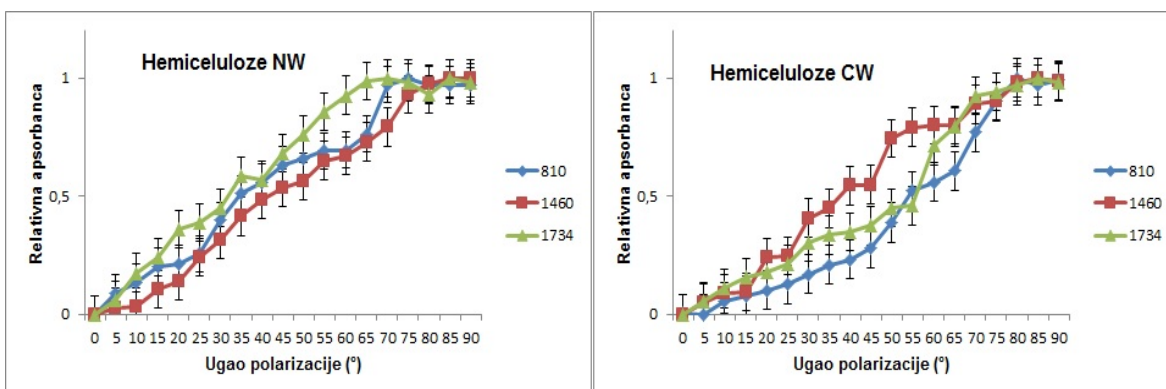 Hemiceluloze NW
Relativna apsorbanca
1
0,5
0
0 5 10 15 20 25 30 35 40 45 50 55 60 65 70 75 80 85 90
Ugao polarizacije (°)
810
1460
1734
Hemiceluloze CW
Relativna apsorbanca
1
0,5
0
0 5 10 15 20 25 30 35 40 45 50 55 60 65 70 75 80 85 90
Ugao polarizacije (°)
810
1460
1734